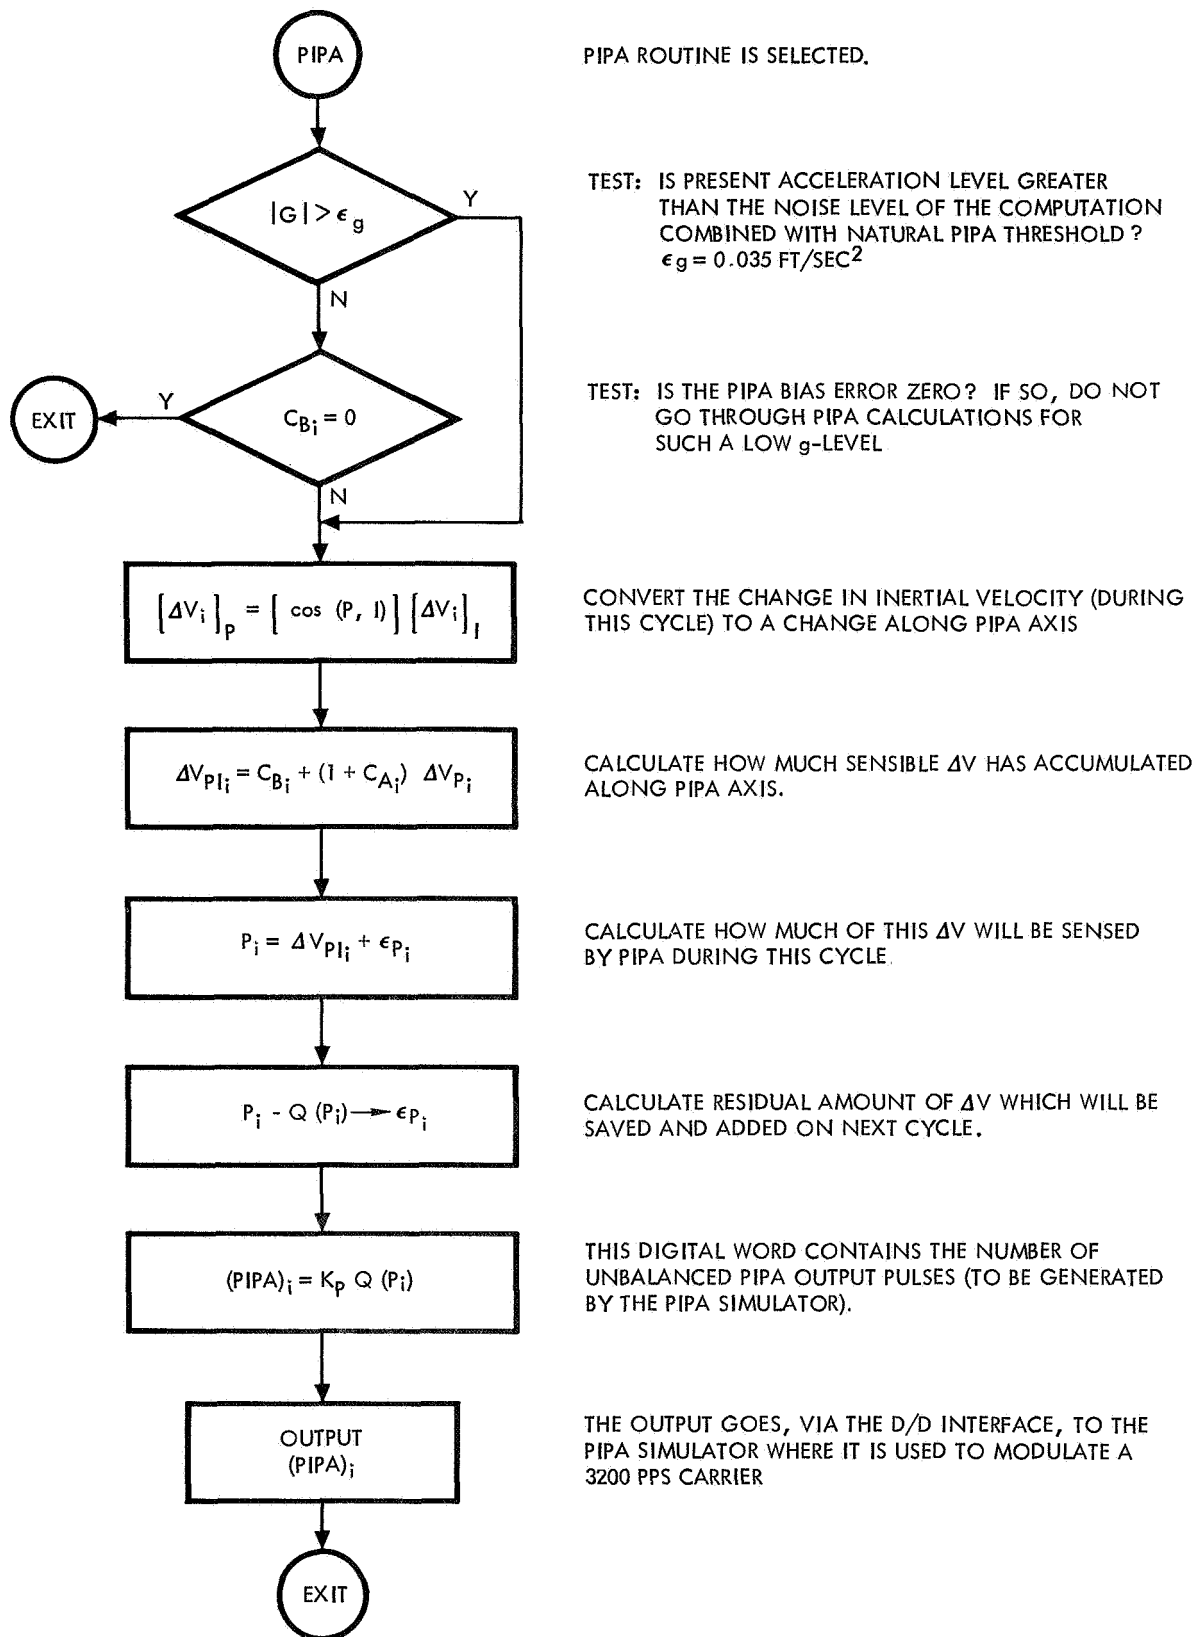 PIPA
PIPA ROUTINE IS SELECTED.
|G| > ϵg
Y
N
TEST: IS PRESENT ACCELERATION LEVEL GREATER
THAN THE NOISE LEVEL OF THE COMPUTATION
COMBINED WITH NATURAL PIPA THRESHOLD ?
ϵg = 0.035 FT/SEC²
EXIT
Y
C_Bi = 0
N
TEST: IS THE PIPA BIAS ERROR ZERO? IF SO, DO NOT
GO THROUGH PIPA CALCULATIONS FOR
SUCH A LOW g-LEVEL
[ΔVi]P = [ cos (P, I)] [ΔVi]I
CONVERT THE CHANGE IN INERTIAL VELOCITY (DURING
THIS CYCLE) TO A CHANGE ALONG PIPA AXIS
ΔV_PIi = C_Bi + (1 + C_Ai) ΔV_Pi
CALCULATE HOW MUCH SENSIBLE ΔV HAS ACCUMULATED
ALONG PIPA AXIS.
Pi = ΔV_PIi + ϵ_Pi
CALCULATE HOW MUCH OF THIS ΔV WILL BE SENSED
BY PIPA DURING THIS CYCLE
Pi - Q (Pi) → ϵ_Pi
CALCULATE RESIDUAL AMOUNT OF ΔV WHICH WILL BE
SAVED AND ADDED ON NEXT CYCLE.
(PIPA)i = Kp Q (Pi)
THIS DIGITAL WORD CONTAINS THE NUMBER OF
UNBALANCED PIPA OUTPUT PULSES (TO BE GENERATED
BY THE PIPA SIMULATOR).
OUTPUT
(PIPA)i
THE OUTPUT GOES, VIA THE D/D INTERFACE, TO THE
PIPA SIMULATOR WHERE IT IS USED TO MODULATE A
3200 PPS CARRIER
EXIT